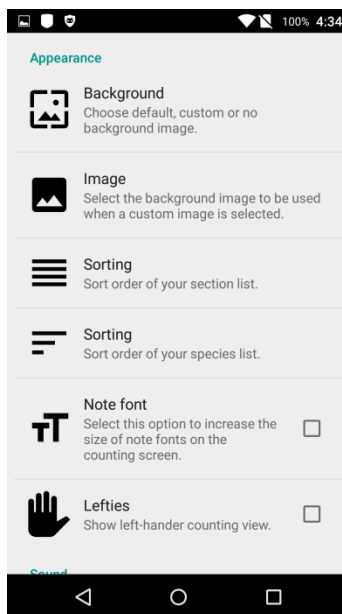 100% 4:34
Appearance
Background
Choose default, custom or no
background image.
Image
Select the background image to be used
when a custom image is selected.
Sorting
Sort order of your section list.
Sorting
Sort order of your species list.
Note font
Select this option to increase the
size of note fonts on the
counting screen.
Lefties
Show left-hander counting view.
Sound